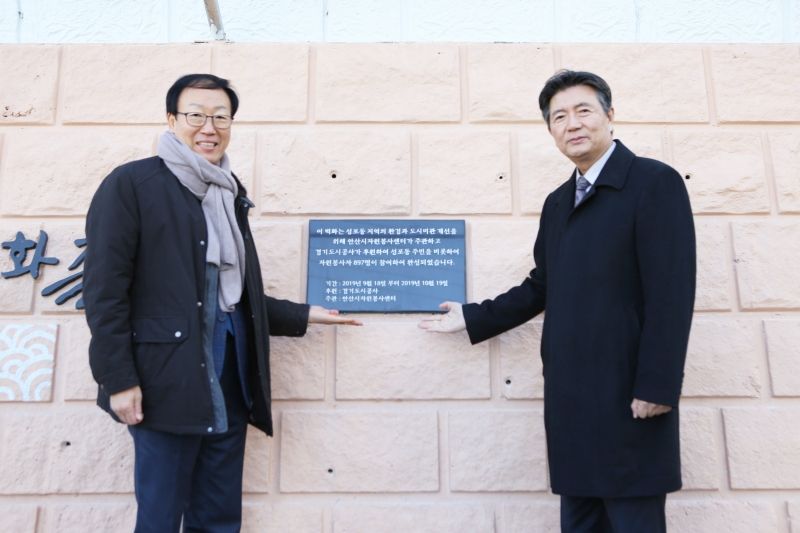 이 벽화는 성포동 지역의 환경과 도시미관 개선을
위해 안산시자원봉사센터가 주관하고
경기도시공사가 후원하여 성포동 주민을 비롯하여
자원봉사자 897명이 참여하여 완성되었습니다.
기간 : 2019년 9월 18일 부터 2019년 10월 19일
후원 : 경기도시공사
주관 : 안산시자원봉사센터
화